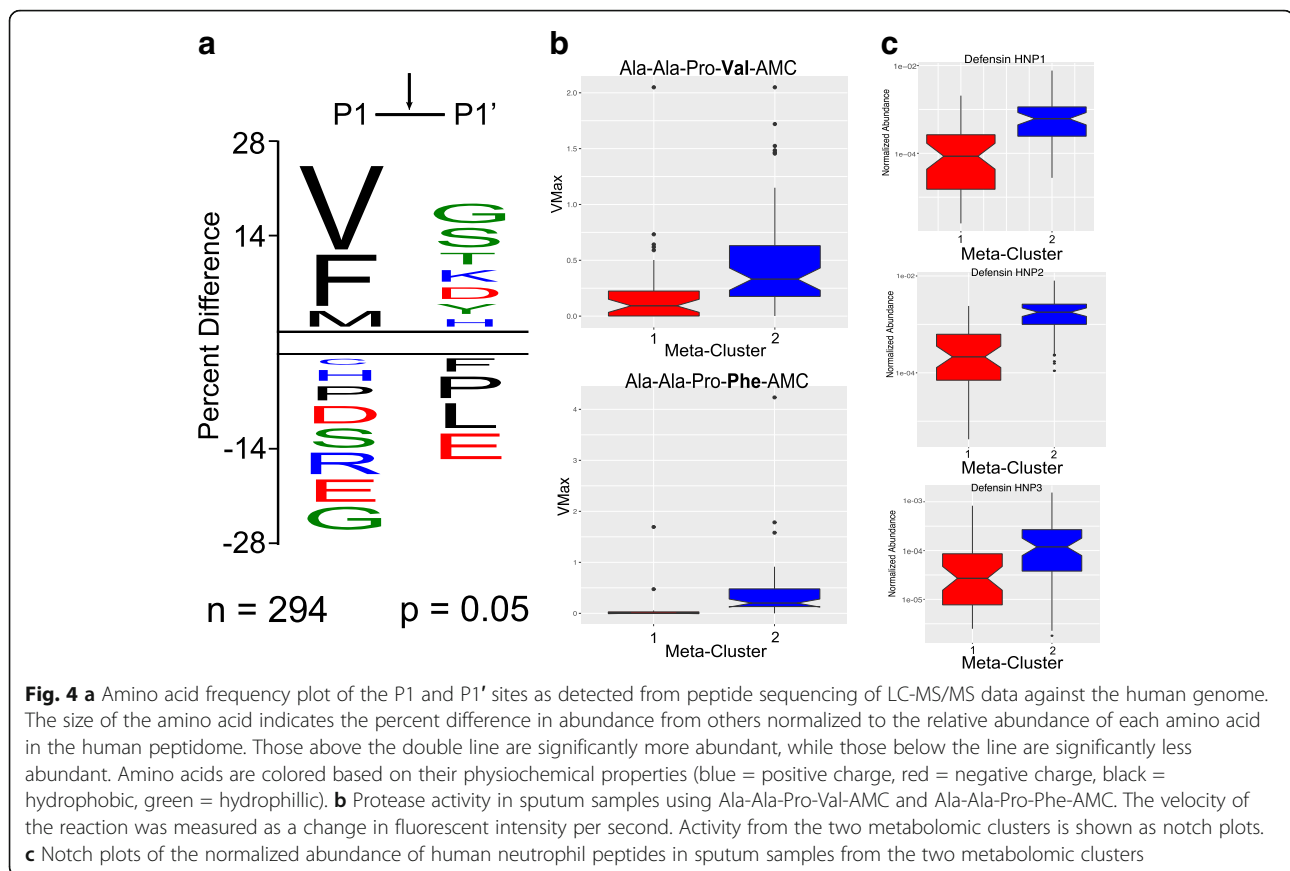 a
P1
P1'
28
14
-14
-28
Percent Difference
V
F
M
G
S
T
K
D
Y
H
C
H
P
D
S
R
E
G
F
P
L
E
n = 294
p = 0.05
b
Ala-Ala-Pro-Val-AMC
2.0
1.5
1.0
0.5
0.0
VMax
1
2
Meta-Cluster
Ala-Ala-Pro-Phe-AMC
4
3
2
1
0
VMax
1
2
Meta-Cluster
c
Defensin HNP1
1e-02
1e-04
Normalized Abundance
1
2
Meta-Cluster
Defensin HNP2
1e-02
1e-04
Normalized Abundance
1
2
Meta-Cluster
Defensin HNP3
1e-03
1e-04
1e-05
Normalized Abundance
1
2
Meta-Cluster
Fig. 4 a Amino acid frequency plot of the P1 and P1′ sites as detected from peptide sequencing of LC-MS/MS data against the human genome.
The size of the amino acid indicates the percent difference in abundance from others normalized to the relative abundance of each amino acid
in the human peptidome. Those above the double line are significantly more abundant, while those below the line are significantly less
abundant. Amino acids are colored based on their physiochemical properties (blue = positive charge, red = negative charge, black =
hydrophobic, green = hydrophillic). b Protease activity in sputum samples using Ala-Ala-Pro-Val-AMC and Ala-Ala-Pro-Phe-AMC. The velocity of
the reaction was measured as a change in fluorescent intensity per second. Activity from the two metabolomic clusters is shown as notch plots.
c Notch plots of the normalized abundance of human neutrophil peptides in sputum samples from the two metabolomic clusters